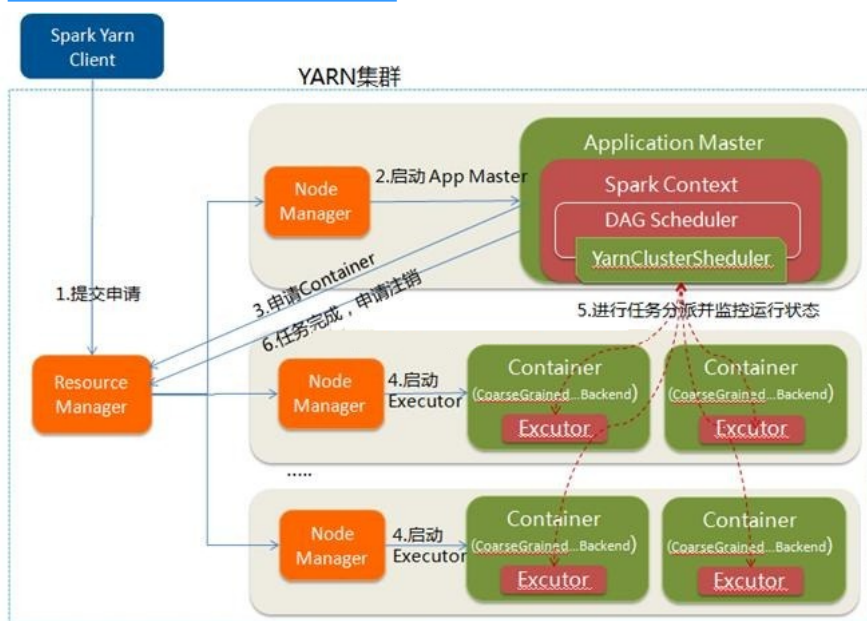 Spark Yarn
Client
YARN集群
Application Master
2.启动 App Master
Node
Manager
Spark Context
DAG Scheduler
YarnClusterSheduler
1.提交申请
3.申请Container
6.任务完成，申请注销
5.进行任务分派并监控运行状态
Resource
Manager
Node
Manager
4.启动
Executor
Container
(CoarseGrained...Backend)
Excutor
Container
(CoarseGrained...Backend)
Excutor
.....
Node
Manager
4.启动
Executor
Container
(CoarseGrained...Backend)
Excutor
Container
(CoarseGrained...Backend)
Excutor